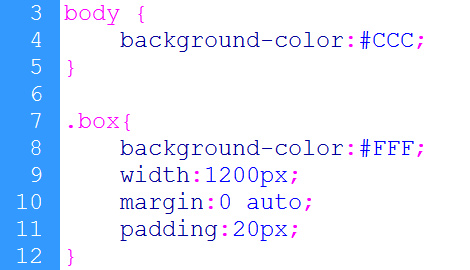 3 body {
4     background-color:#CCC;
5 }
6
7 .box{
8     background-color:#FFF;
9     width:1200px;
10     margin:0 auto;
11     padding:20px;
12 }